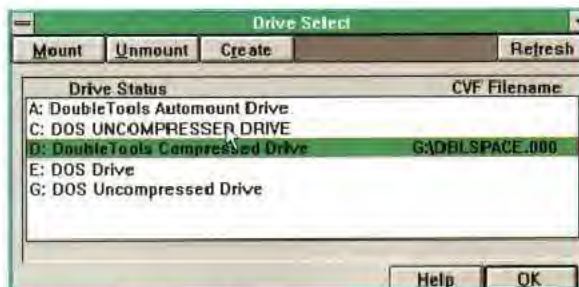 Drive Select
Mount Unmount Create Refresh
Drive Status CVF Filename
A: DoubleTools Automount Drive
C: DOS UNCOMPRESSER DRIVE
D: DoubleTools Compressed Drive G:\DBLSPACE.000
E: DOS Drive
G: DOS Uncompressed Drive
Help OK